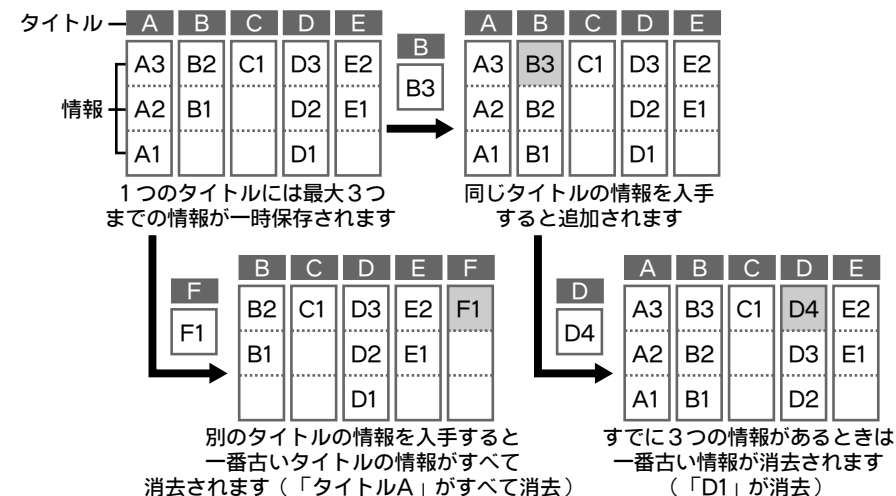 タイトル A B C D E
A3 B2 C1 D3 E2
情報 A2 B1 D2 E1
A1 D1
1つのタイトルには最大3つ
までの情報が一時保存されます
B
B3
A B C D E
A3 B3 C1 D3 E2
A2 B2 D2 E1
A1 B1 D1
同じタイトルの情報を入手
すると追加されます
F
F1
B C D E F
B2 C1 D3 E2 F1
B1 D2 E1
D1
別のタイトルの情報を入手すると
一番古いタイトルの情報がすべて
消去されます(「タイトルA」がすべて消去)
D
D4
A B C D E
A3 B3 C1 D4 E2
A2 B2 D3 E1
A1 B1 D2
すでに3つの情報があるときは
一番古い情報が消去されます
(「D1」が消去)